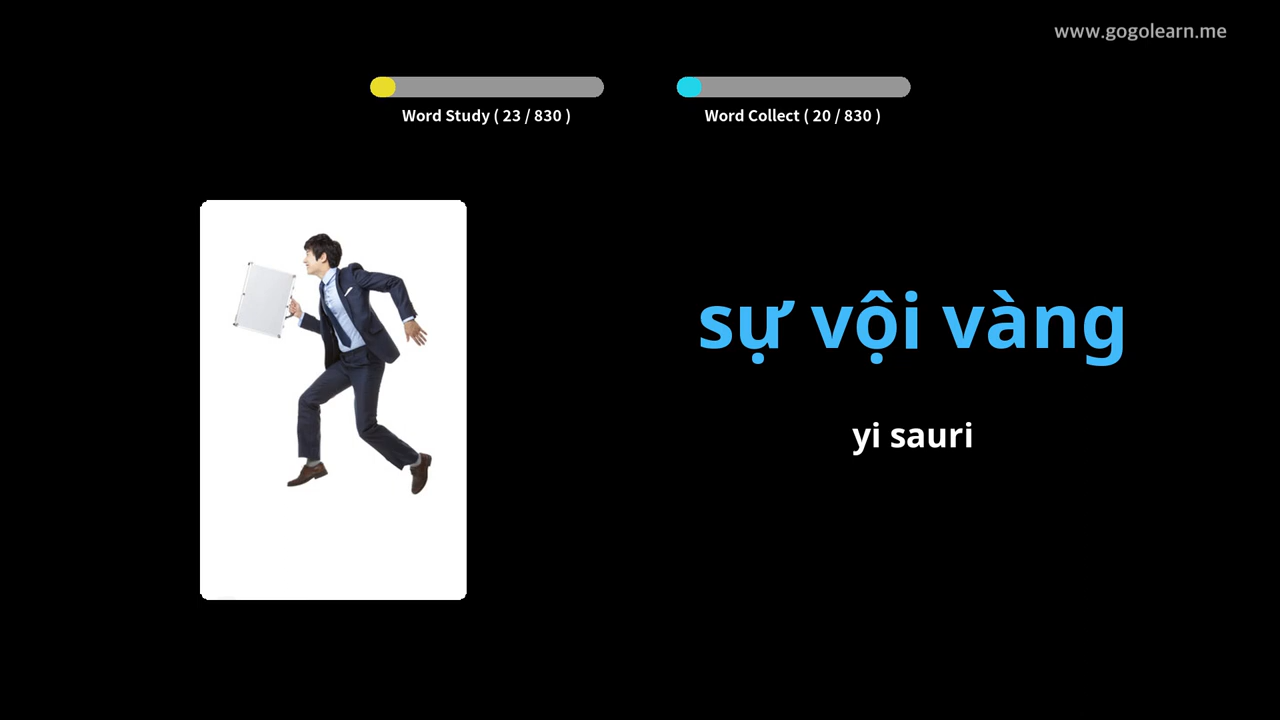 www.gogolearn.me
Word Study ( 23 / 830 )
Word Collect ( 20 / 830 )
sự vội vàng
yi sauri